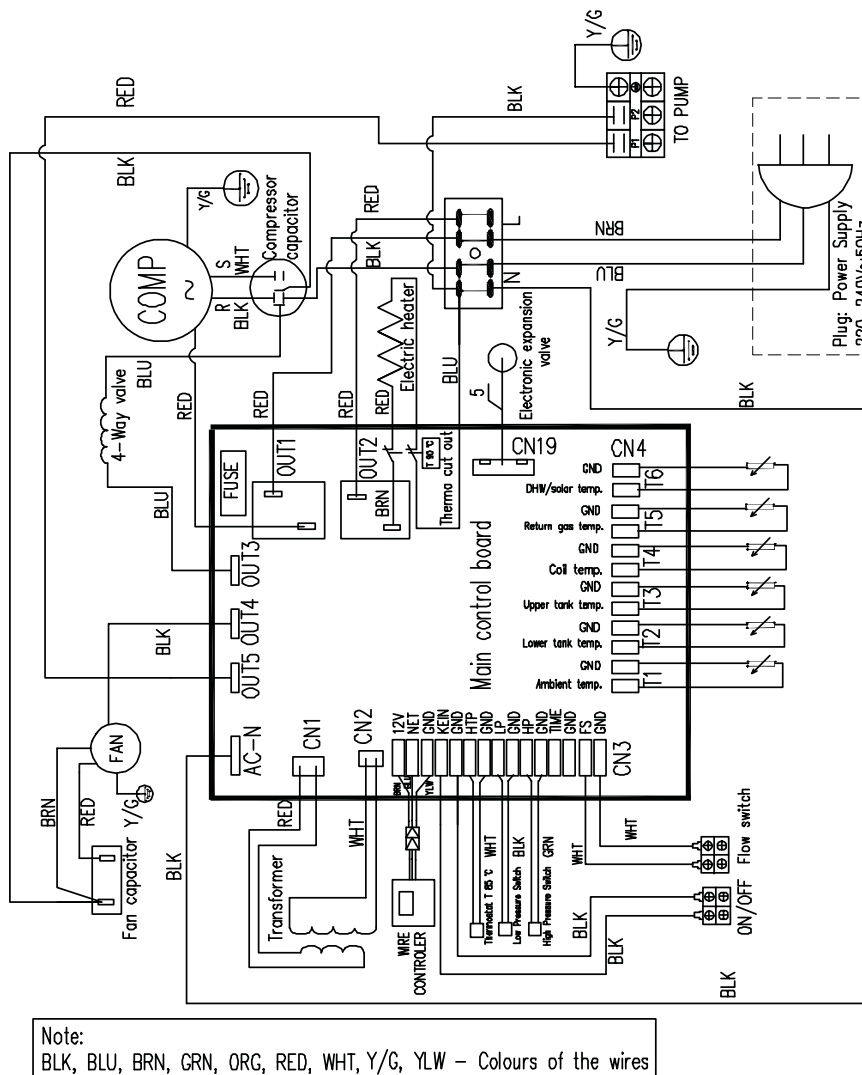 Y/G
RED
BLK
BLK
TO PUMP
P1
P2
Y/G
S
WHT
Compressor
capacitor
COMP
~
R
BLK
RED
BLK
BRN
BLU
L
N
Plug: Power Supply
Y/G
BLU
4-Way valve
RED
RED
RED
RED
Electric heater
BLU
5
Electronic expansion
valve
BLK
BLU
FUSE
OUT1
OUT2
BRN
T 90℃
Thermo cut out
CN19
CN4
GND
DHW/solar temp.
T6
GND
Return gas temp.
T5
GND
Coil temp.
T4
GND
Upper tank temp.
T3
GND
Lower tank temp.
T2
GND
Ambient temp.
T1
OUT3
OUT4
OUT5
BLK
AC-N
Main control board
CN1
CN2
12V
NET
GND
KEIN
GND
HTP
GND
LP
GND
HP
GND
TIME
GND
FS
GND
CN3
BRN
BLU
YLW
FAN
BRN
RED
Y/G
Fan capacitor
BLK
RED
WHT
Transformer
WIRE
CONTROLER
Thermostat T 85℃
WHT
Low Pressure Switch
BLK
High Pressure Switch
GRN
WHT
WHT
Flow switch
BLK
BLK
ON/OFF
BLK
Note:
BLK, BLU, BRN, GRN, ORG, RED, WHT, Y/G, YLW – Colours of the wires